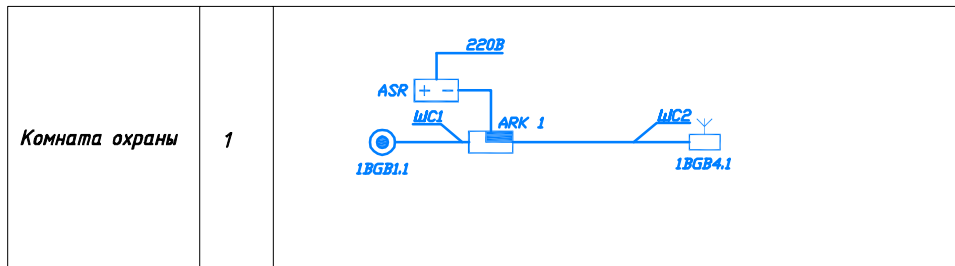 220В
ASR + -
ШС1
ARK 1
ШС2
Комната охраны
1
1BGB1.1
1BGB4.1